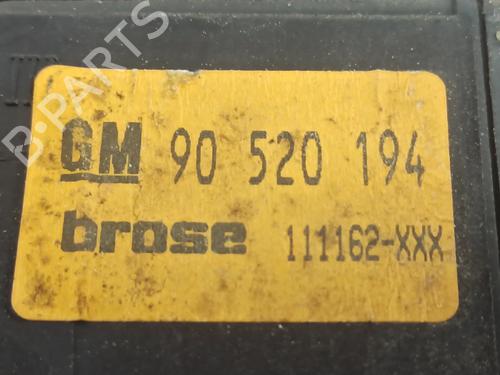 GM 90 520 194
brose 111162-XXX
B-PARTS